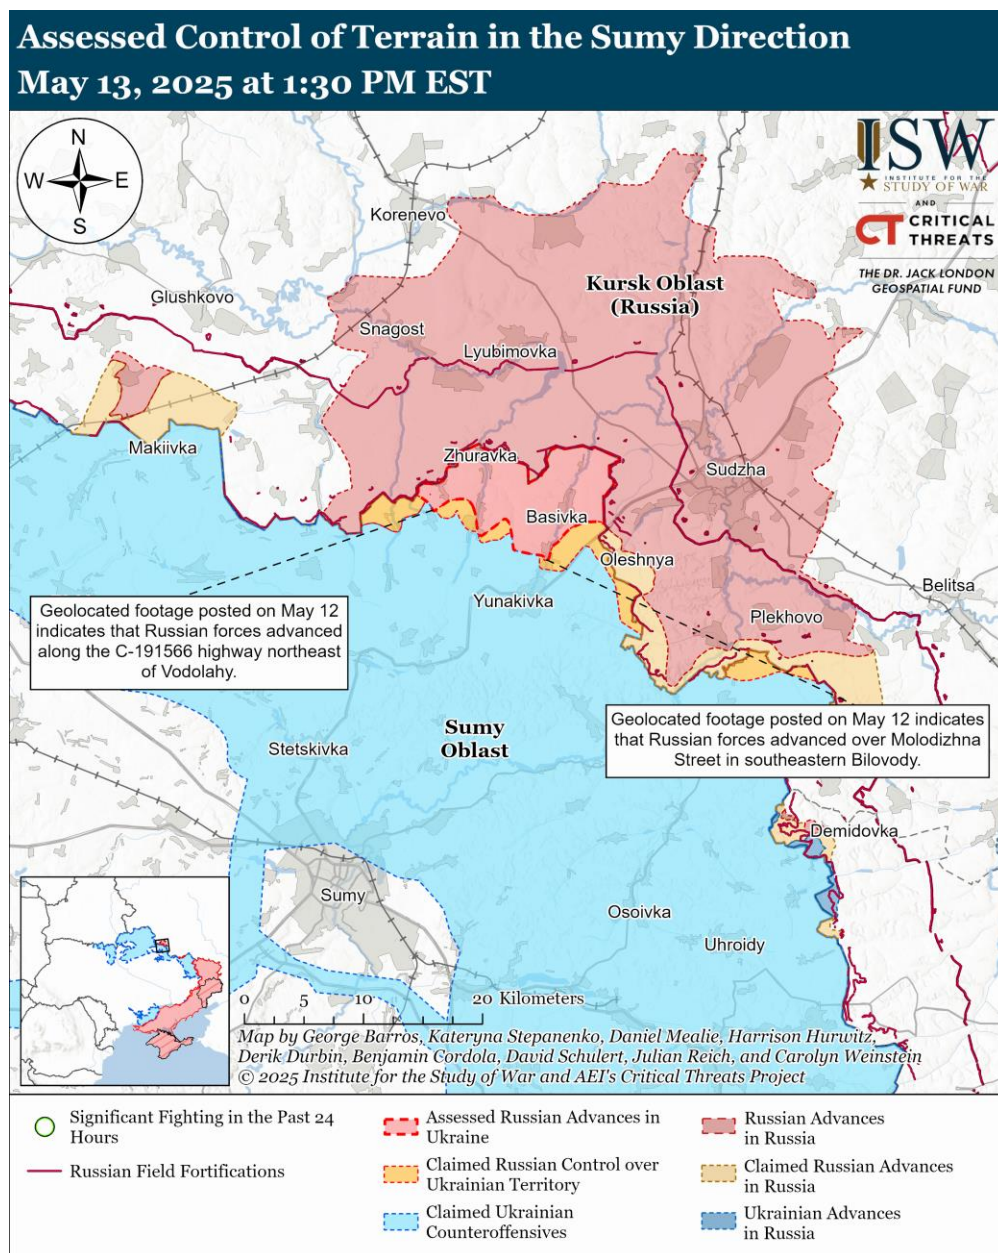 Assessed Control of Terrain in the Sumy Direction
May 13, 2025 at 1:30 PM EST
N
W
E
S
ISW
INSTITUTE FOR THE
STUDY OF WAR
AND
CT CRITICAL
THREATS
THE DR. JACK LONDON
GEOSPATIAL FUND
Korenevo
Kursk Oblast
(Russia)
Glushkovo
Snagost
Lyubimovka
Makiivka
Zhuravka
Sudzha
Basivka
Oleshnya
Belitsa
Yunakivka
Plekhovo
Geolocated footage posted on May 12
indicates that Russian forces advanced
along the C-191566 highway northeast
of Vodolahy.
Geolocated footage posted on May 12 indicates
that Russian forces advanced over Molodizhna
Street in southeastern Bilovody.
Sumy
Oblast
Stetskivka
Demidovka
Sumy
Osoivka
Uhroidy
0 5 10 20 Kilometers
Map by George Barros, Kateryna Stepanenko, Daniel Mealie, Harrison Hurwitz,
Derik Durbin, Benjamin Cordola, David Schulert, Julian Reich, and Carolyn Weinstein
© 2025 Institute for the Study of War and AEI's Critical Threats Project
Significant Fighting in the Past 24
Hours
Russian Field Fortifications
Assessed Russian Advances in
Ukraine
Claimed Russian Control over
Ukrainian Territory
Claimed Ukrainian
Counteroffensives
Russian Advances
in Russia
Claimed Russian Advances
in Russia
Ukrainian Advances
in Russia